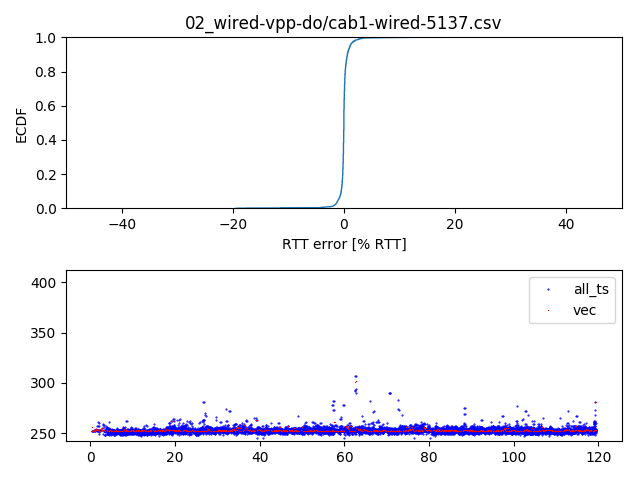 02_wired-vpp-do/cab1-wired-5137.csv
1.0
0.8
0.6
0.4
0.2
0.0
ECDF
−40 −20 0 20 40
RTT error [% RTT]
400
350
300
250
all_ts
vec
0 20 40 60 80 100 120